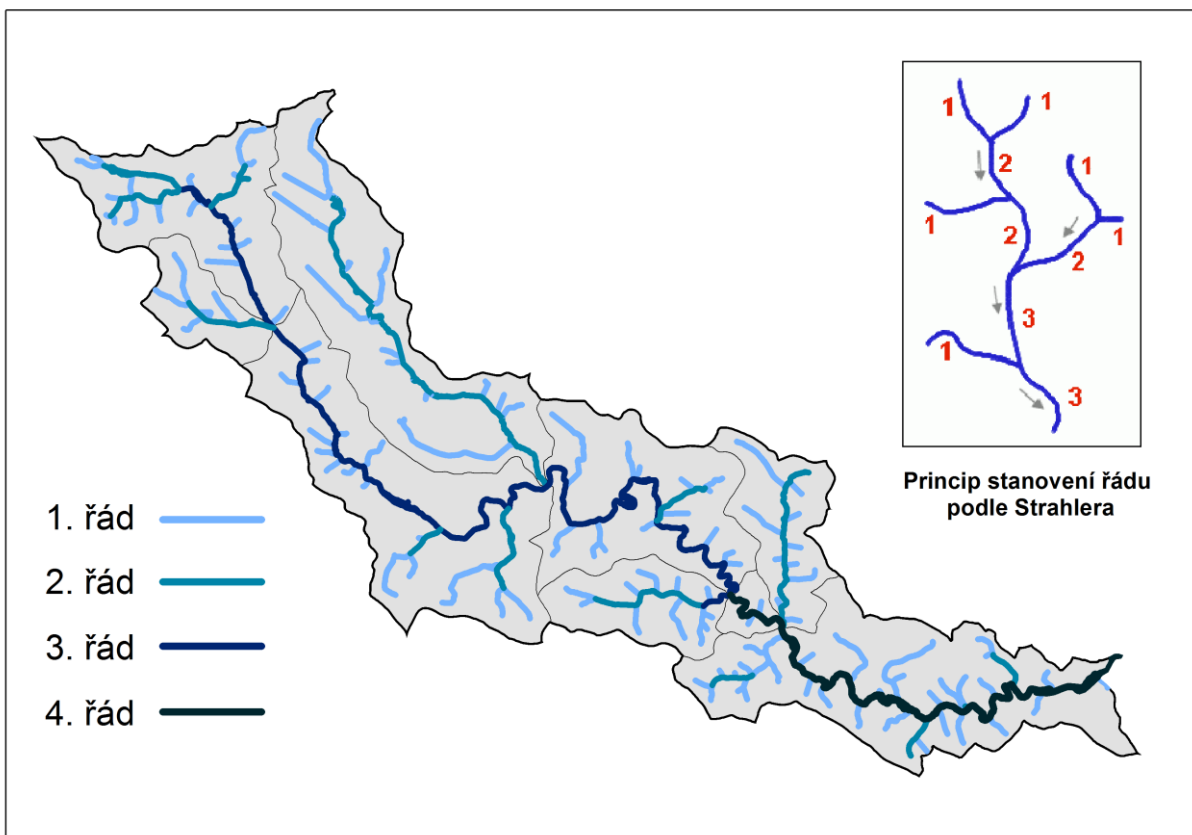 1
1
2
1
1
2
1
2
3
1
3
Princip stanovení řádu
podle Strahlera
1. řád
2. řád
3. řád
4. řád